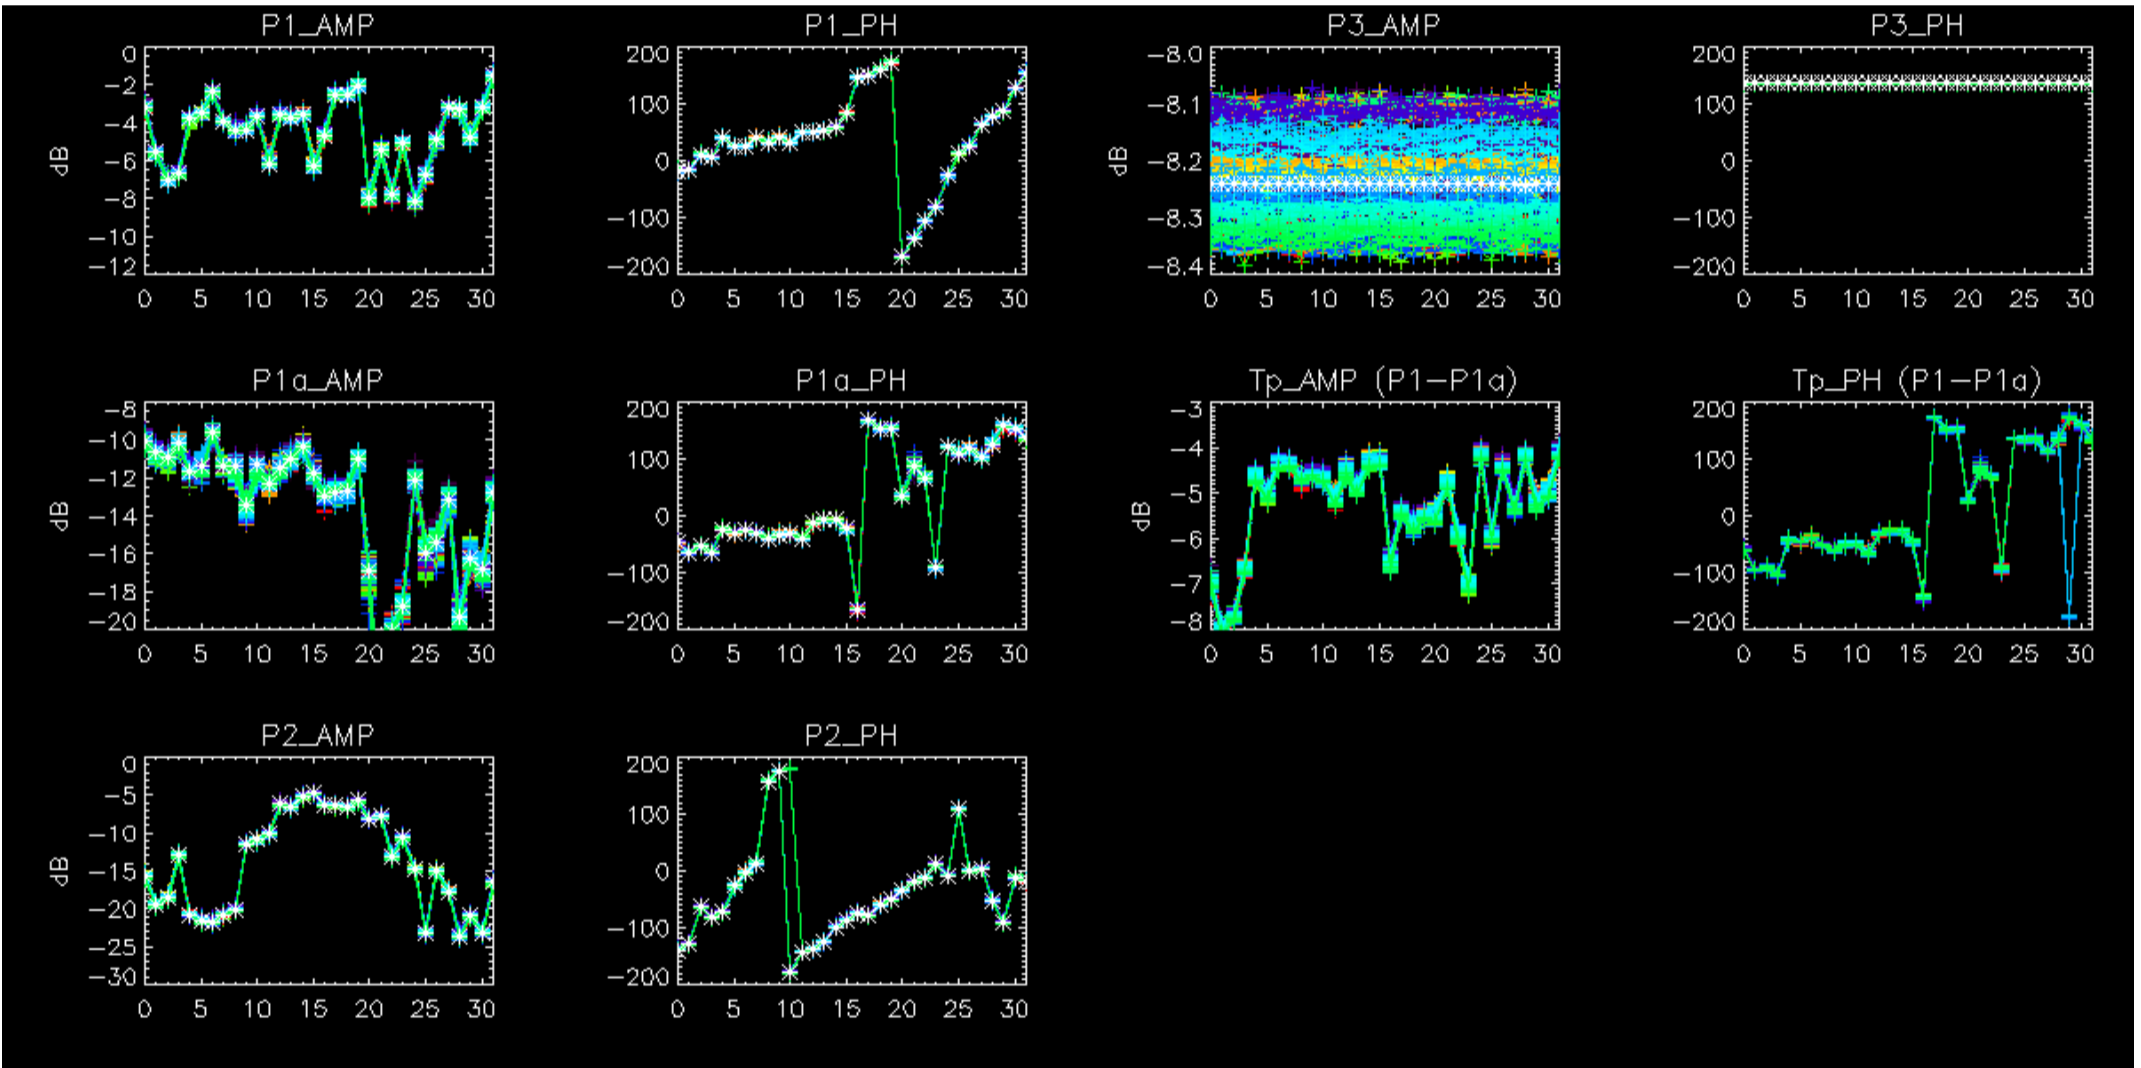 P1_AMP P1_PH P3_AMP P3_PH
0 200 −8.0 200
−2 100 −8.1 100
−4 0 −8.2 0
−6 −100 −8.3 −100
−8 −200 −8.4 −200
−10
−12
dB dB
0 5 10 15 20 25 30 0 5 10 15 20 25 30 0 5 10 15 20 25 30 0 5 10 15 20 25 30
P1a_AMP P1a_PH Tp_AMP (P1−P1a) Tp_PH (P1−P1a)
−8 200 −3 200
−10 100 −4 100
−12 0 −5 0
−14 −100 −6 −100
−16 −200 −7 −200
−18 −8
−20
dB dB
0 5 10 15 20 25 30 0 5 10 15 20 25 30 0 5 10 15 20 25 30 0 5 10 15 20 25 30
P2_AMP P2_PH
0 200
−5 100
−10 0
−15 −100
−20 −200
−25
−30
dB
0 5 10 15 20 25 30 0 5 10 15 20 25 30